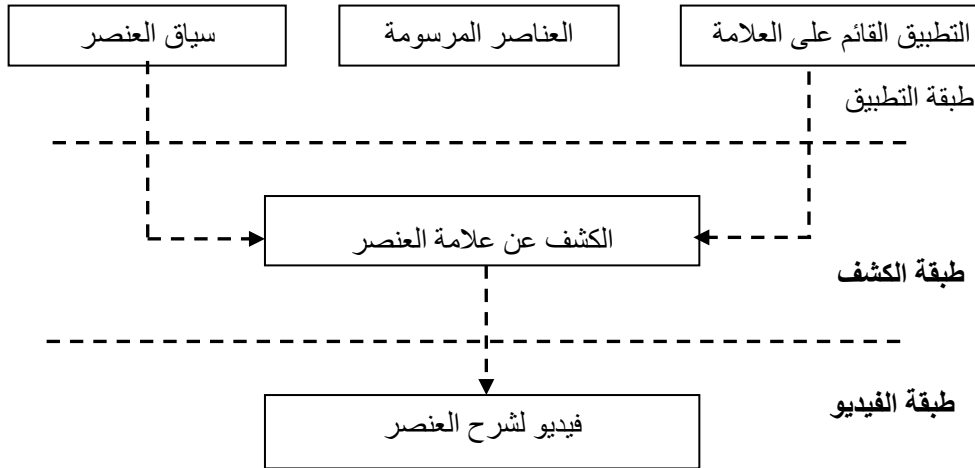 التطبيق القائم على العلامة
العناصر المرسومة
سياق العنصر
طبقة التطبيق
الكشف عن علامة العنصر
طبقة الكشف
طبقة الفيديو
فيديو لشرح العنصر